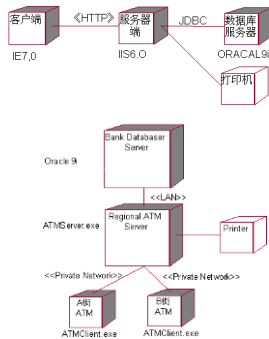 客户端
《HTTP》
服务器端
JDBC
数据库服务器
IE7,0
IIS6.O
ORACAL9i
打印机
Bank Databaser
Server
Oracle 9i
<<LAN>>
Regional ATM
Server
ATMServer.exe
Printer
<<Private Network>>
<<Private Network>>
A街
ATM
B街
ATM
ATMClient.exe
ATMClient.exe